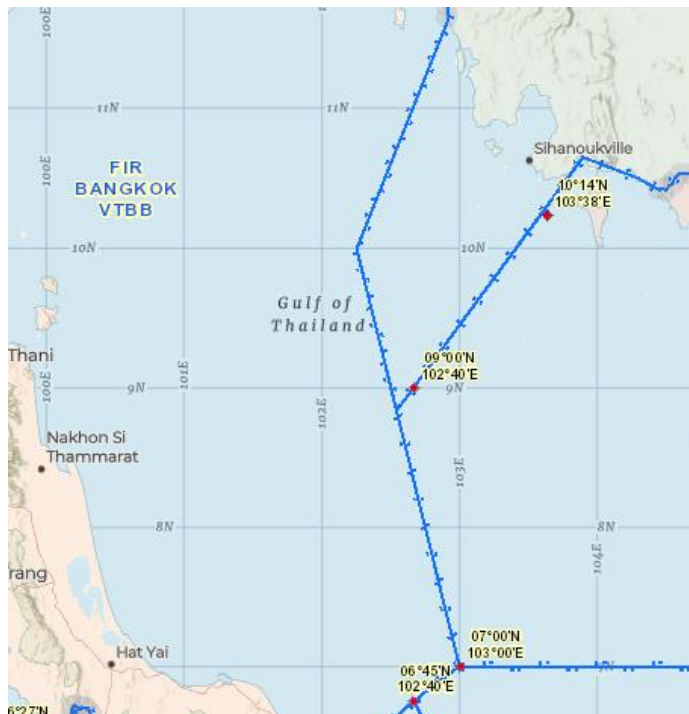 100E
11N
11N
Sihanoukville
100E
FIR
BANGKOK
VTBB
10°14'N
103°38'E
10N
10N
Gulf of
Thailand
09°00'N
102°40'E
Thani
100E
9N
101E
102E
9N
Nakhon Si
Thammarat
103E
8N
8N
104E
rang
07°00'N
103°00'E
Hat Yai
06°45'N
102°40'E
6°27'N